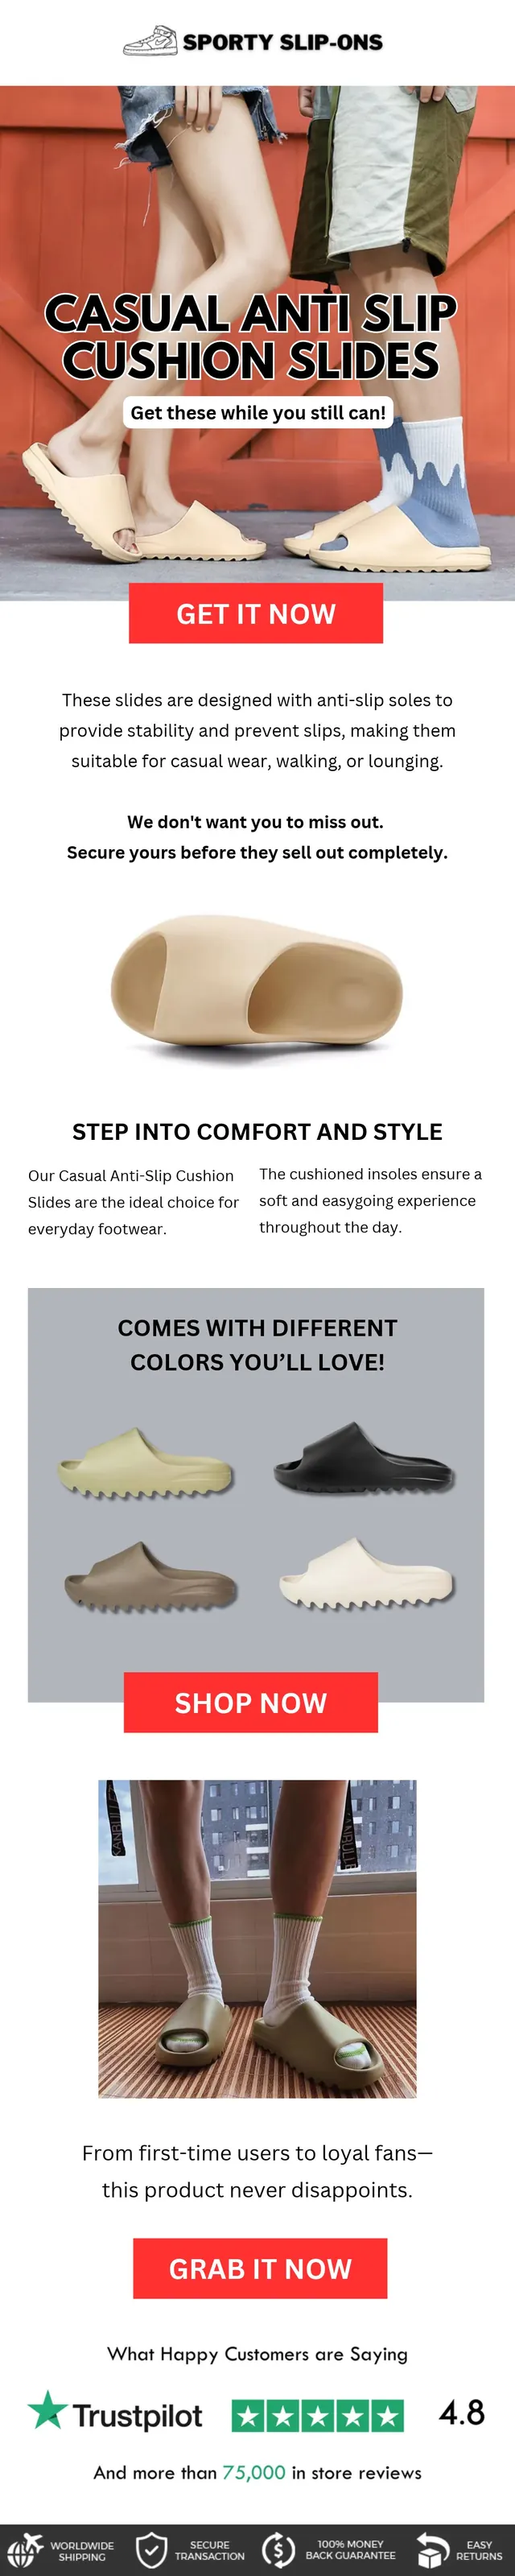 SPORTY SLIP-ONS
CASUAL ANTI SLIP
CUSHION SLIDES
Get these while you still can!
GET IT NOW
These slides are designed with anti-slip soles to
provide stability and prevent slips, making them
suitable for casual wear, walking, or lounging.
We don't want you to miss out.
Secure yours before they sell out completely.
STEP INTO COMFORT AND STYLE
Our Casual Anti-Slip Cushion
Slides are the ideal choice for
everyday footwear.
The cushioned insoles ensure a
soft and easygoing experience
throughout the day.
COMES WITH DIFFERENT
COLORS YOU’LL LOVE!
SHOP NOW
From first-time users to loyal fans—
this product never disappoints.
GRAB IT NOW
What Happy Customers are Saying
Trustpilot 4.8
And more than 75,000 in store reviews
WORLDWIDE
SHIPPING
SECURE
TRANSACTION
100% MONEY
BACK GUARANTEE
EASY
RETURNS